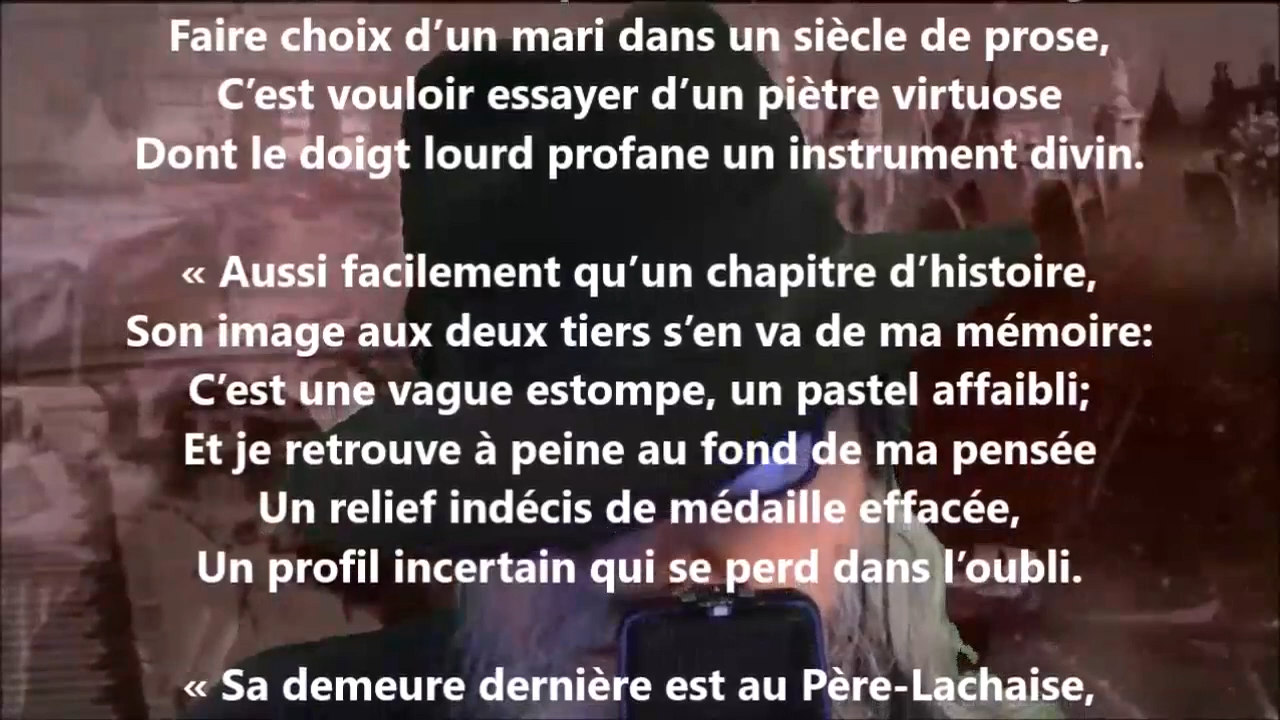 Faire choix d’un mari dans un siècle de prose,
C’est vouloir essayer d’un piètre virtuose
Dont le doigt lourd profane un instrument divin.
« Aussi facilement qu’un chapitre d’histoire,
Son image aux deux tiers s’en va de ma mémoire:
C’est une vague estompe, un pastel affaibli;
Et je retrouve à peine au fond de ma pensée
Un relief indécis de médaille effacée,
Un profil incertain qui se perd dans l’oubli.
« Sa demeure dernière est au Père-Lachaise,